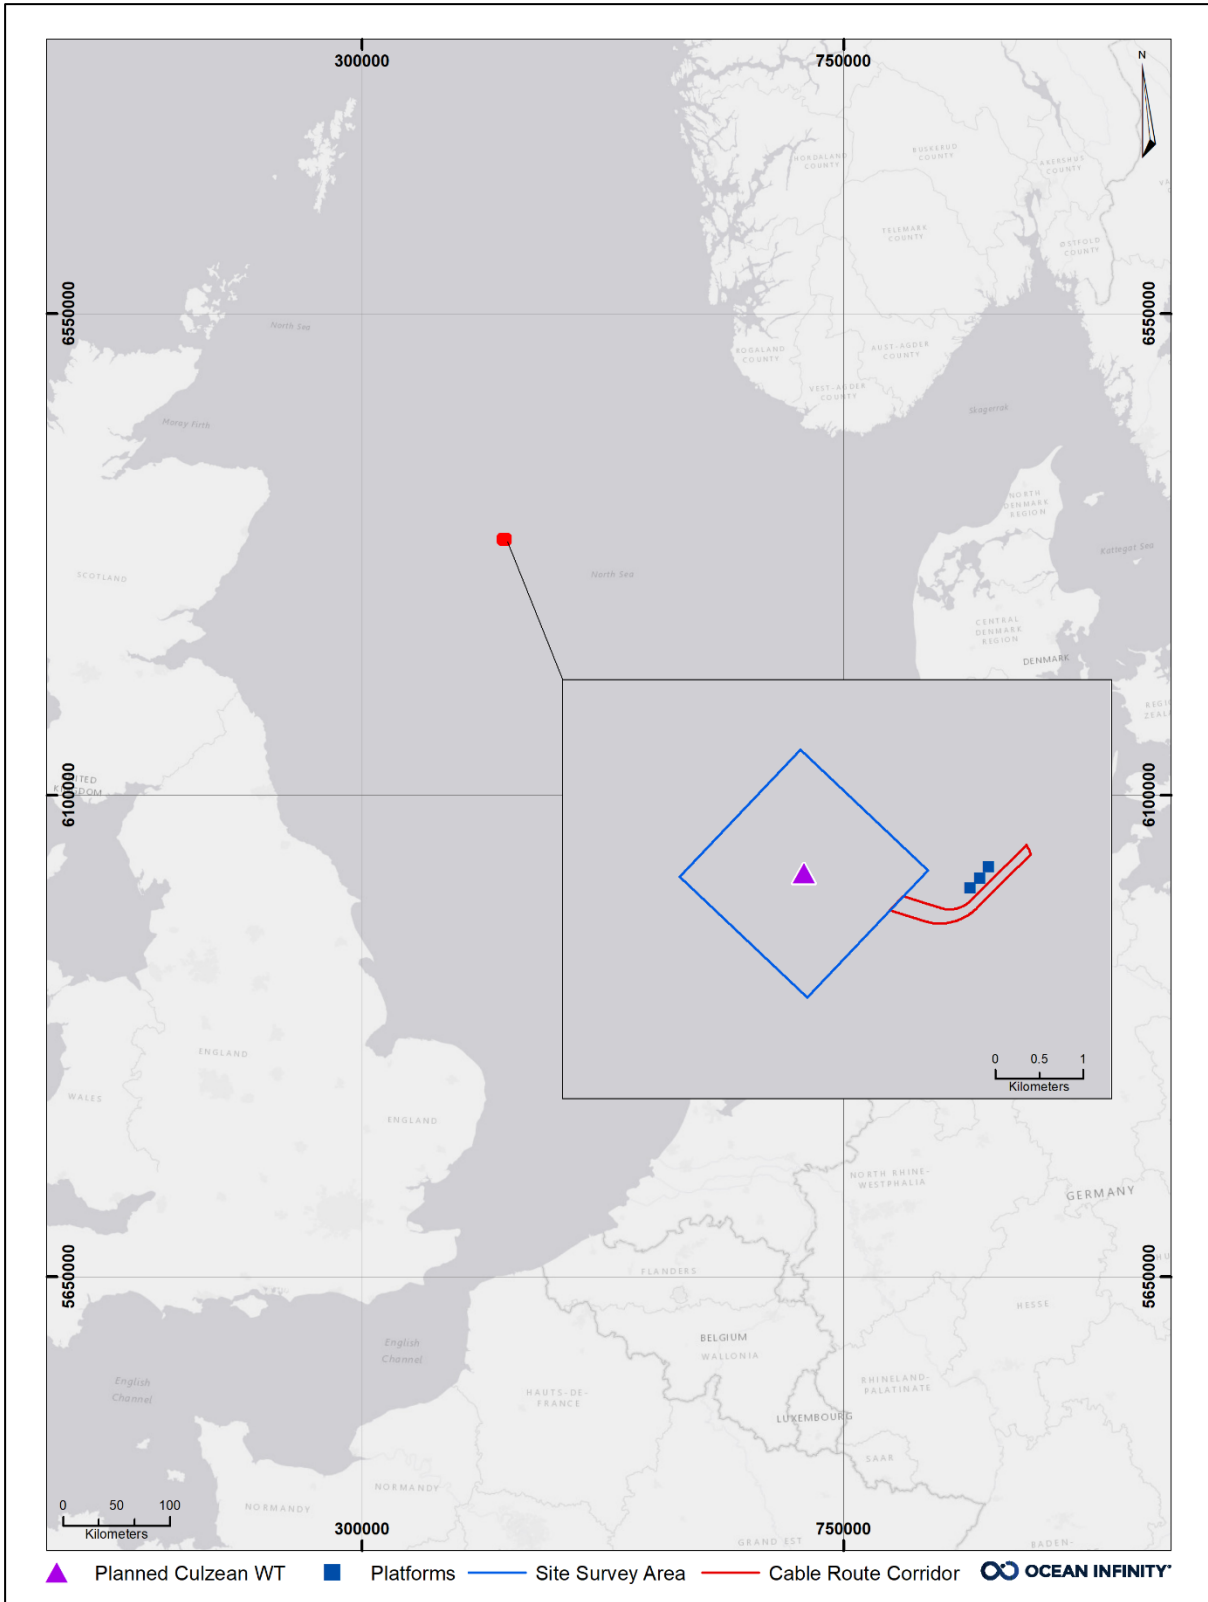 300000
750000
N
HORDALAND
COUNTY
BUSKERUD
COUNTY
AKERSHUS
COUNTY
TELEMARK
COUNTY
ØSTFOLD
COUNTY
6550000
6550000
North Sea
ROGALAND
COUNTY
AUST-AGDER
COUNTY
VEST-AGDER
COUNTY
Skagerrak
Moray Firth
NORTH
DENMARK
REGION
Kattegat Sea
SCOTLAND
North Sea
CENTRAL
DENMARK
REGION
DENMARK
6100000
6100000
0 0.5 1
Kilometers
ENGLAND
WALES
ENGLAND
NORTH RHINE-
WESTPHALIA
GERMANY
5650000
5650000
FLANDERS
HESSE
English
Channel
BELGIUM
WALLONIA
English
Channel
HAUTS-DE-
FRANCE
RHINELAND-
PALATINATE
LUXEMBOURG
SAAR
NORMANDY
NORMANDY
0 50 100
Kilometers
GRAND EST
BADEN-
300000
750000
Planned Culzean WT
Platforms
Site Survey Area
Cable Route Corridor
OCEAN INFINITY